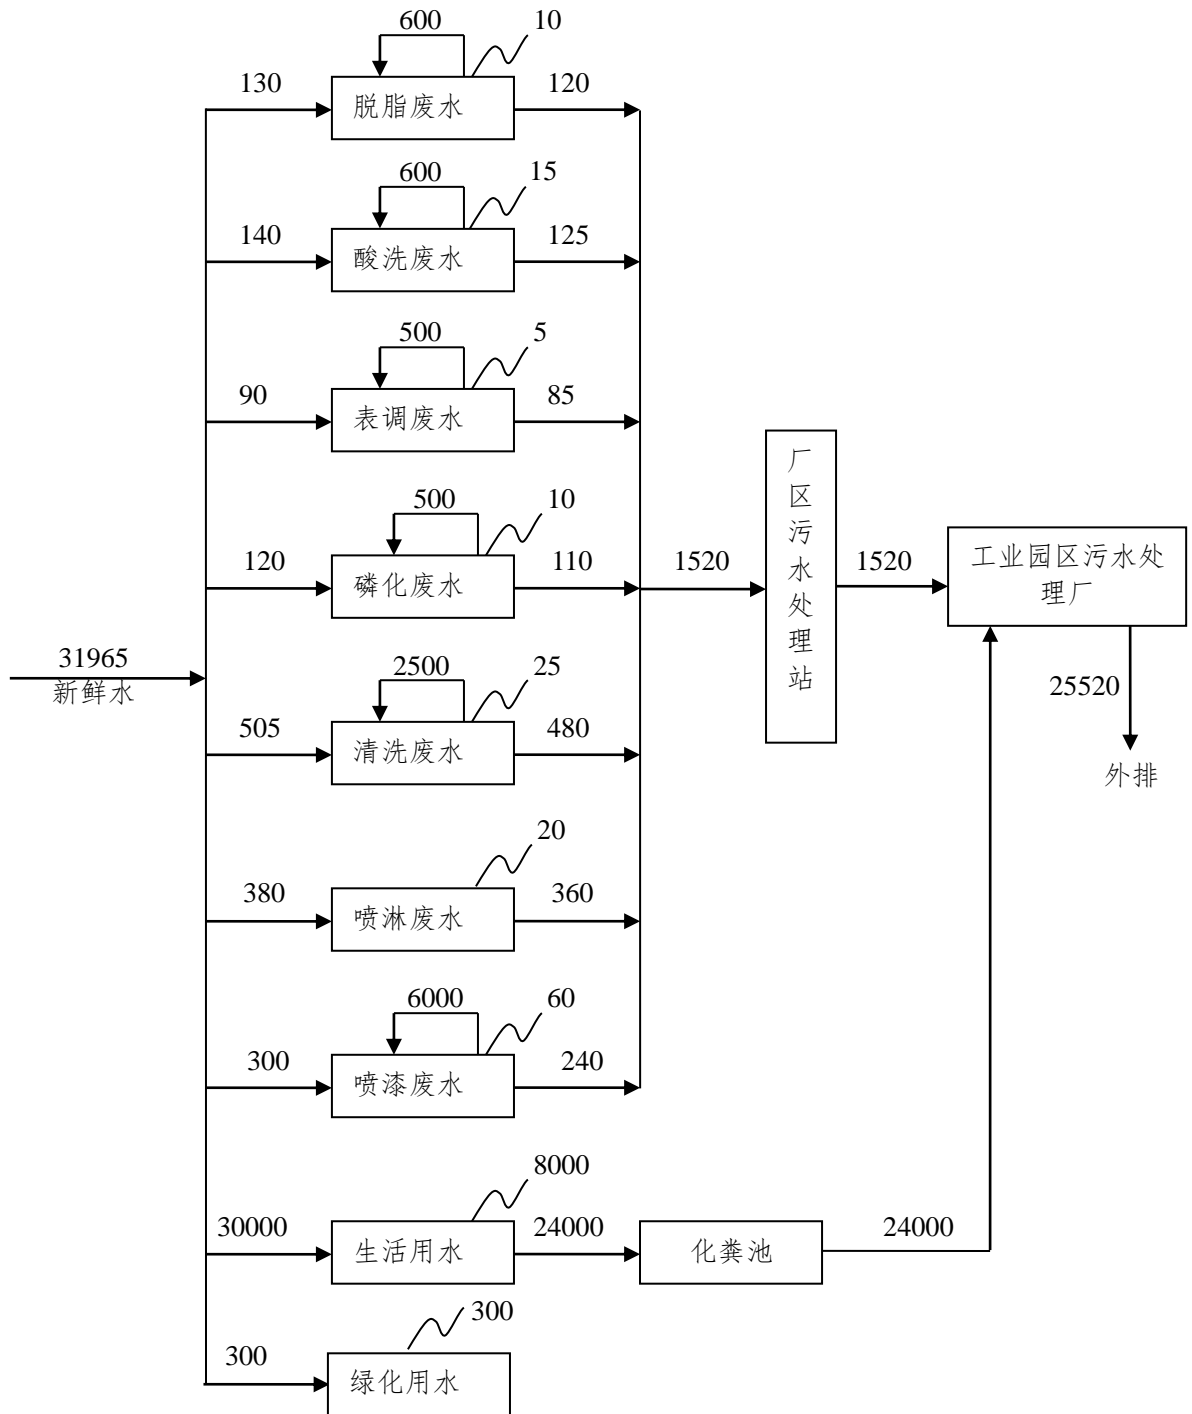 600 10
130 脱脂废水 120
600 15
140 酸洗废水 125
500 5
90 表调废水 85
500 10
120 磷化废水 110
1520
厂区污水处理站
1520
工业园区污水处
理厂
31965
新鲜水
2500 25
505 清洗废水 480
25520
外排
20
380 喷淋废水 360
6000 60
300 喷漆废水 240
8000
30000 生活用水 24000 化粪池 24000
300
300 绿化用水